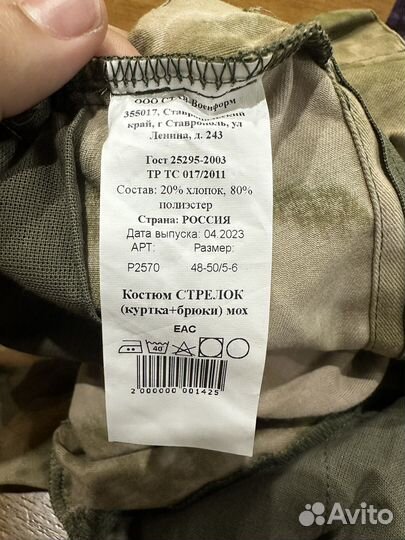 ООО СТАВ-Военформ
355017, Ставропольский
край, г Ставрополь, ул
Ленина, д. 243
Гост 25295-2003
ТР ТС 017/2011
Состав: 20% хлопок, 80%
полиэстер
Страна: РОССИЯ
Дата выпуска: 04.2023
АРТ: Размер:
Р2570 48-50/5-6
Костюм СТРЕЛОК
(куртка+брюки) мох
ЕАС
40
2 000000 001425
Avito